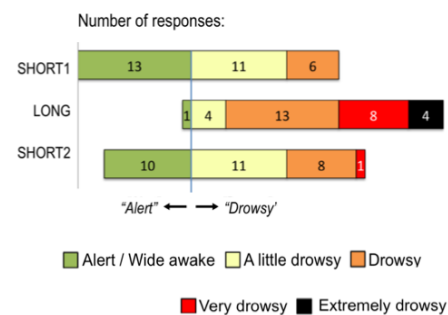 Number of responses:
SHORT1 13 11 6
LONG 1 4 13 8 4
SHORT2 10 11 8 1
“Alert” “Drowsy’
Alert / Wide awake A little drowsy Drowsy
Very drowsy Extremely drowsy